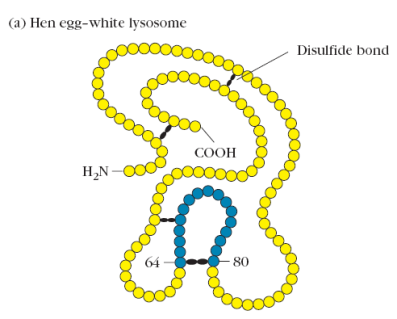 (a) Hen egg-white lysosome
Disulfide bond
COOH
H₂N
64
80